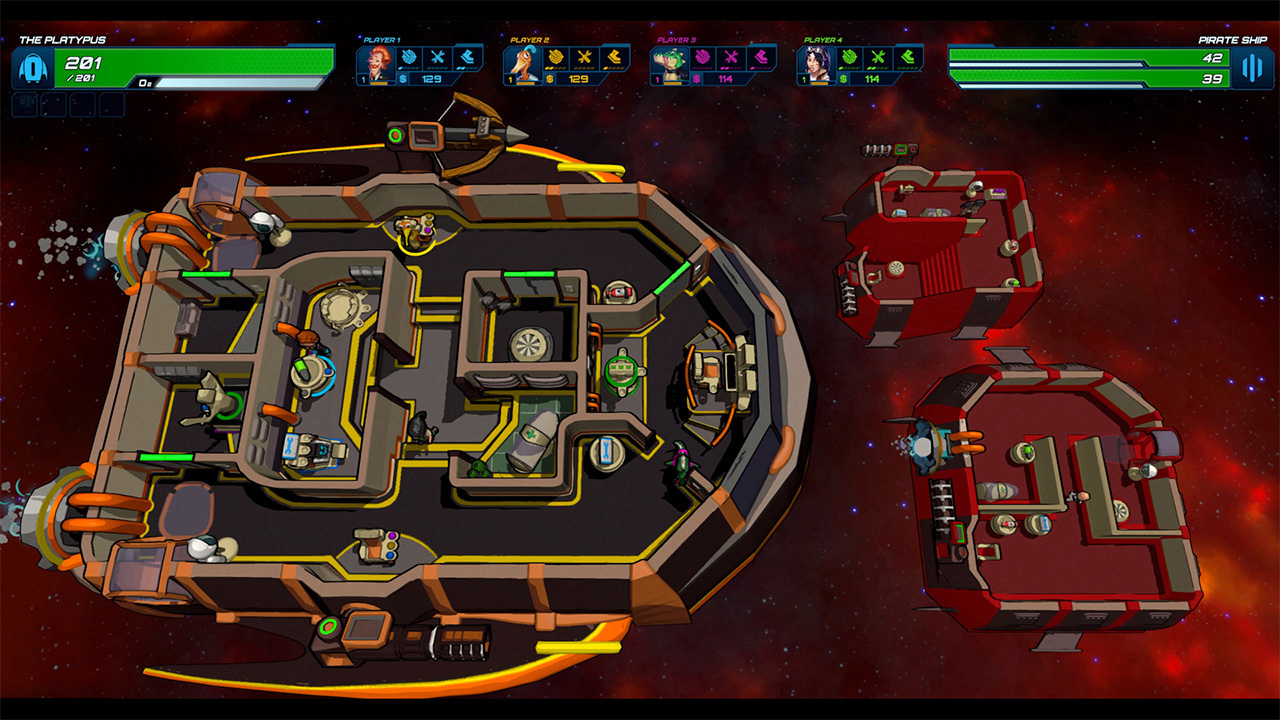 THE PLATYPUS
201
/ 201
O2
PLAYER 1
1 $ 129
PLAYER 2
1 $ 129
PLAYER 3
1 $ 114
PLAYER 4
1 $ 114
PIRATE SHIP
42
39